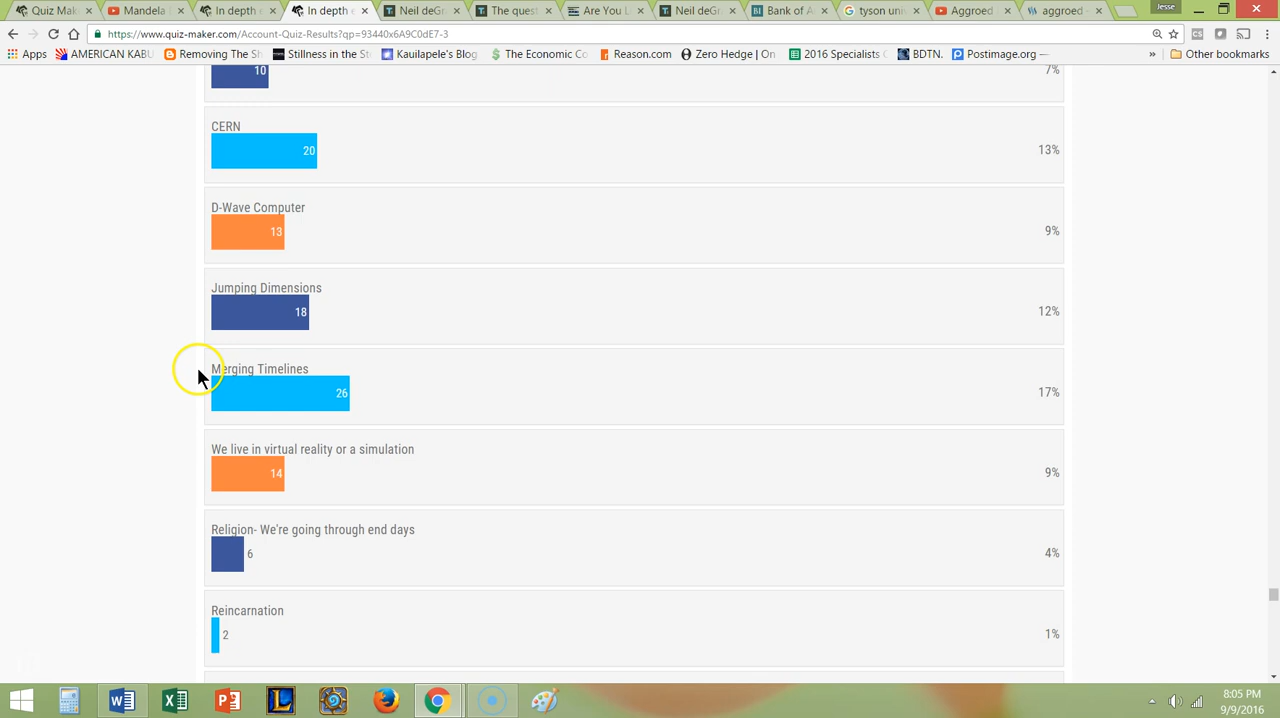 Quiz Mak
Mandela
In depth
In depth
Neil deGr
The quest
Are You Li
Neil deGr
Bank of A
tyson uni
Aggroed
aggroed
Jesse
https://www.quiz-maker.com/Account-Quiz-Results?qp=93440x6A9C0dE7-3
Apps
AMERICAN KABU
Removing The Sh
Stillness in the Sto
Kauilapele's Blog
The Economic Co
Reason.com
Zero Hedge | On
2016 Specialists C
BDTN.
Postimage.org —
»
Other bookmarks
10
7%
CERN
20
13%
D-Wave Computer
13
9%
Jumping Dimensions
18
12%
Merging Timelines
26
17%
We live in virtual reality or a simulation
14
9%
Religion- We're going through end days
6
4%
Reincarnation
2
1%
8:05 PM
9/9/2016